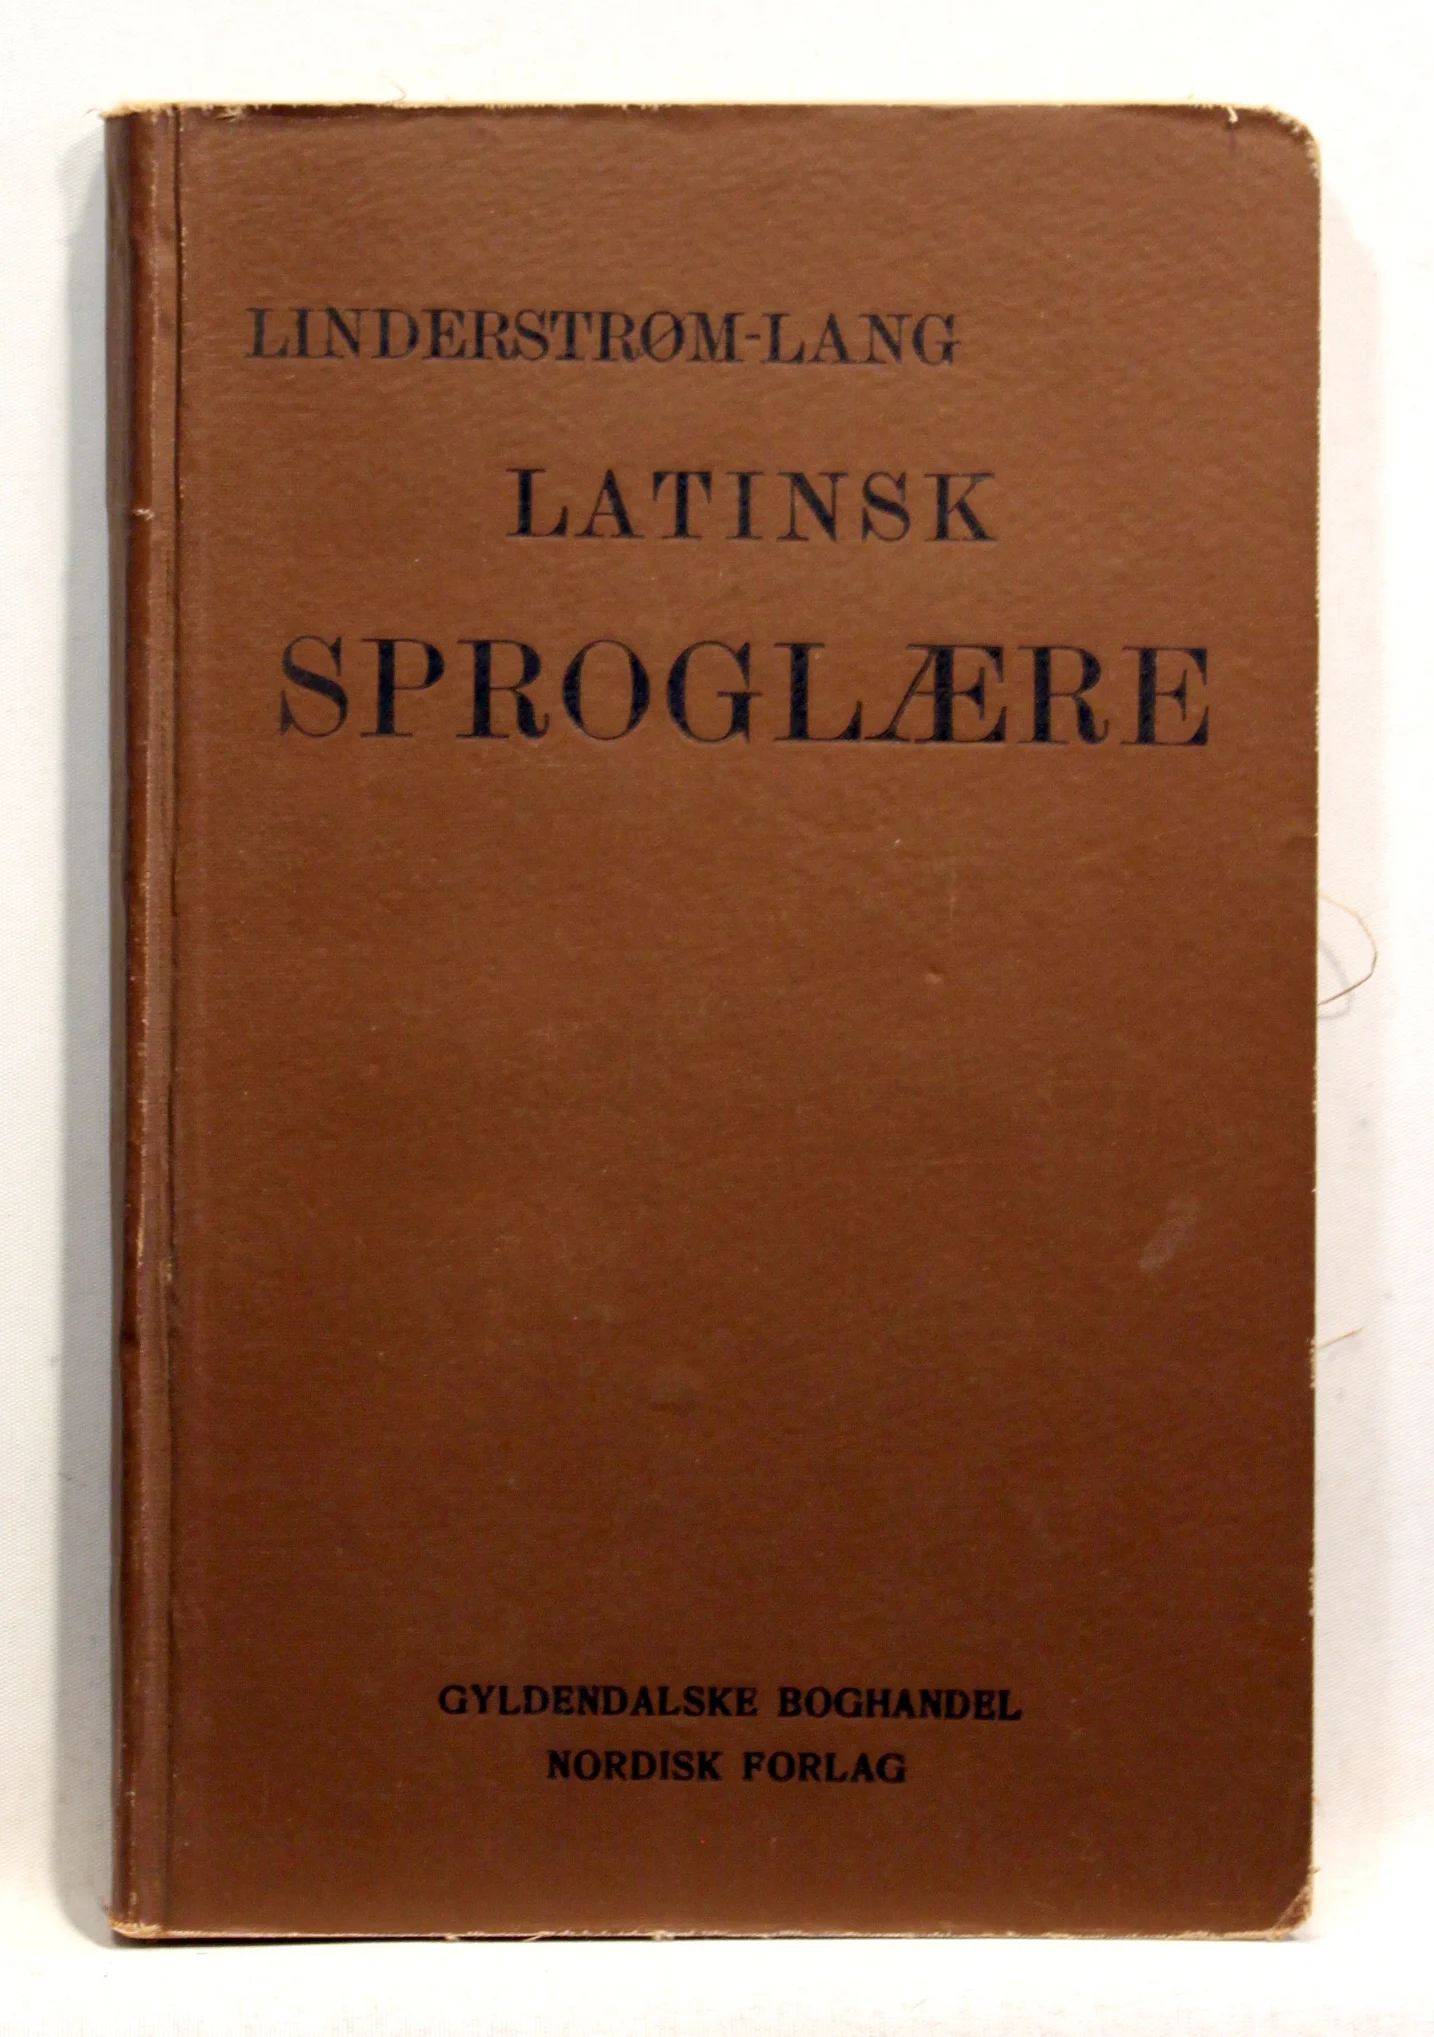 LINDERSTRØM-LANG
LATINSK
SPROGLÆRE
GYLDENDALSKE BOGHANDEL
NORDISK FORLAG